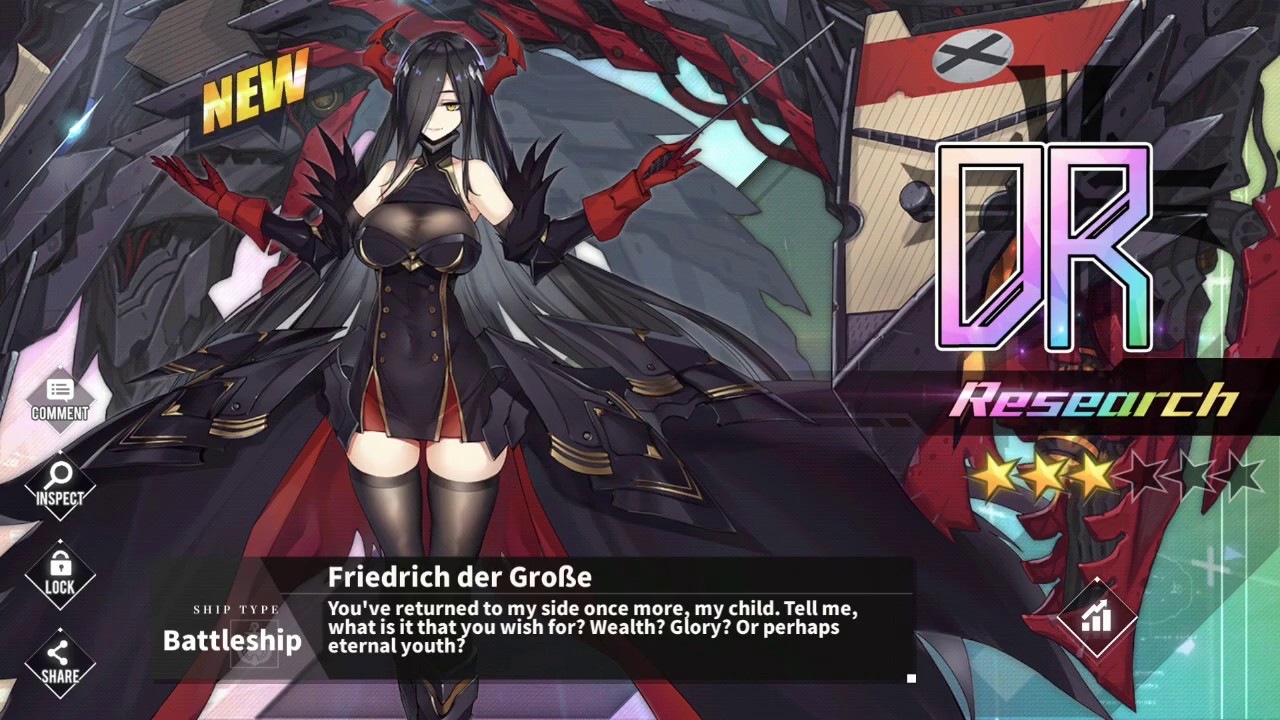 NEW
DR
Research
COMMENT
INSPECT
LOCK
SHARE
SHIP TYPE
Battleship
Friedrich der Große
You've returned to my side once more, my child. Tell me,
what is it that you wish for? Wealth? Glory? Or perhaps
eternal youth?